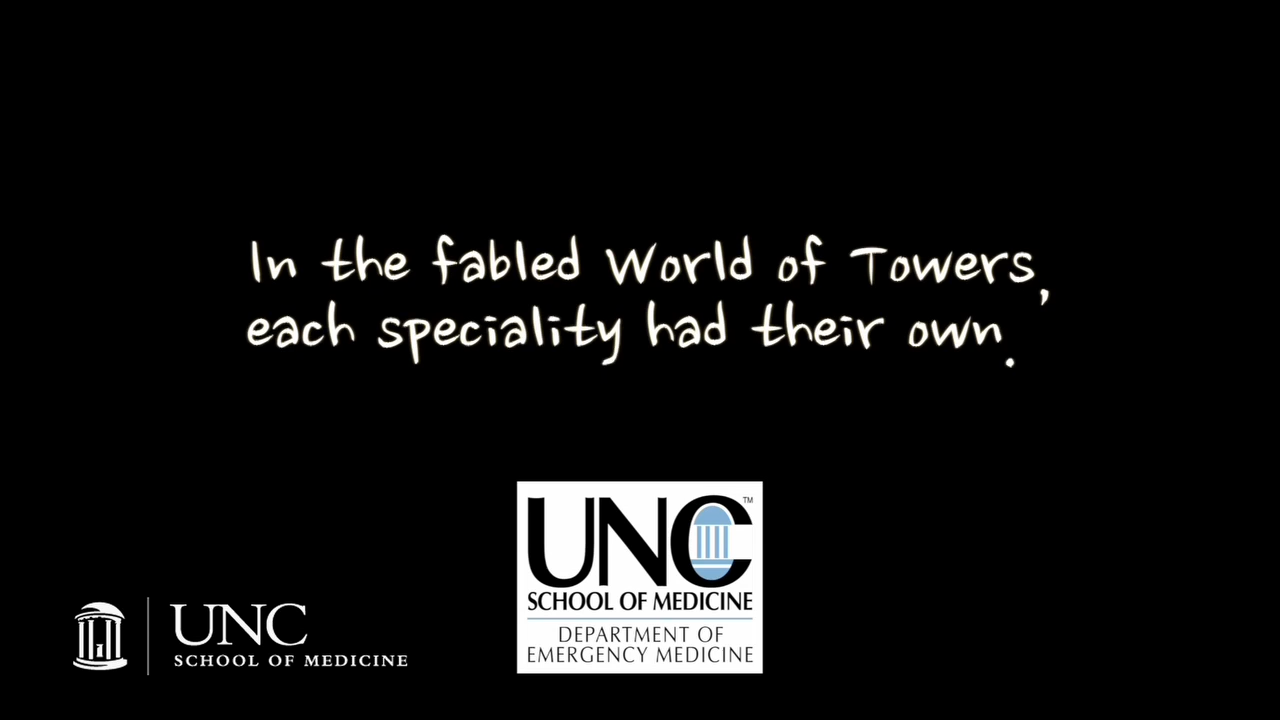 In the fabled World of Towers,
each speciality had their own.
UNC™
SCHOOL OF MEDICINE
DEPARTMENT OF
EMERGENCY MEDICINE
UNC
SCHOOL OF MEDICINE